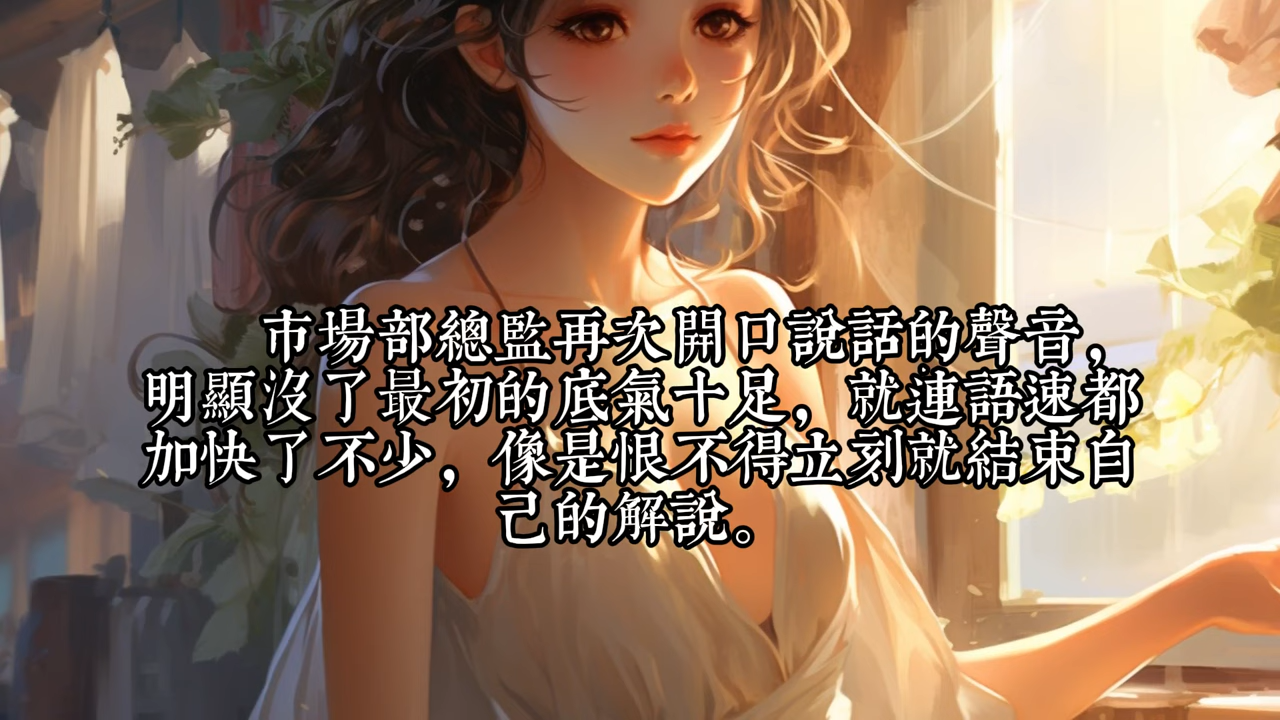 市場部總監再次開口說話的聲音，
明顯沒了最初的底氣十足，就連語速都
加快了不少，像是恨不得立刻就結束自
己的解說。